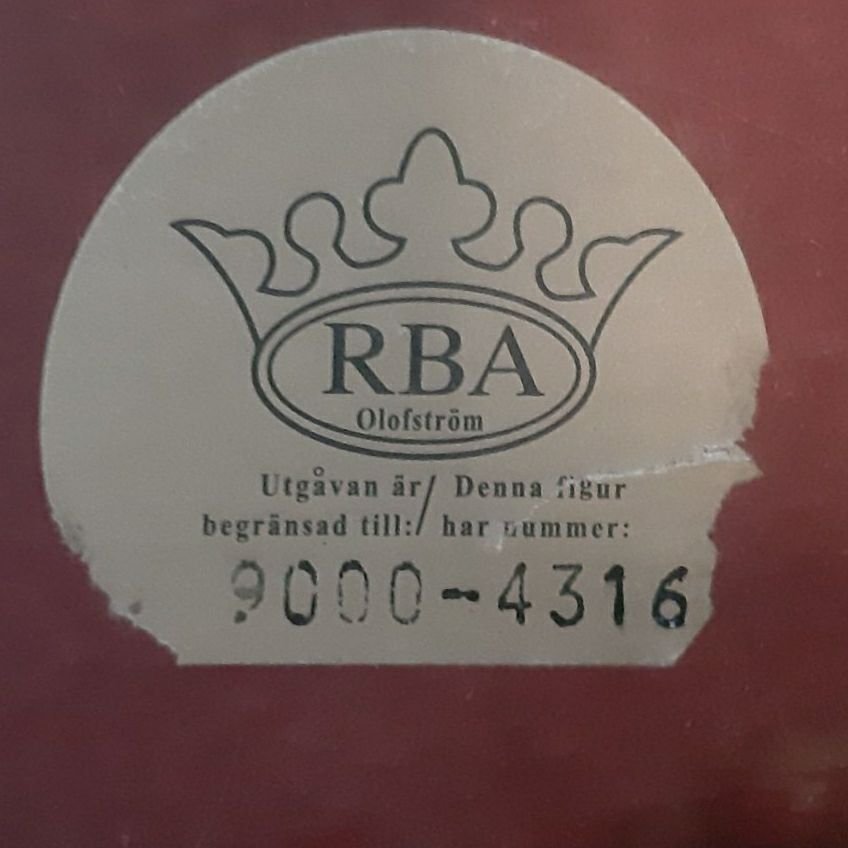 RBA
Olofström
Utgåvan är/ Denna figur
begränsad till:/ har nummer:
9000-4316